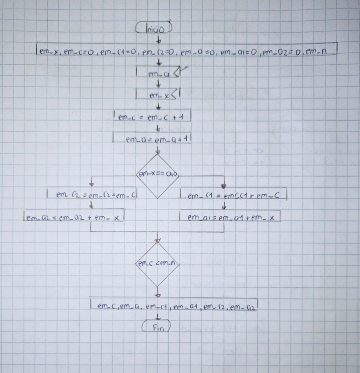 Inicio
em_x, em_c=0, em_c1=0, em_c2=0, em_a=0, em_a1=0, em_a2=0, em_n
em_a
em_x
em_c = em_c + 1
em_a = em_a + 1
em_x
em_c2 = em_c2 + em_c
em_c1 = em_c1 + em_c
em_a2 = em_a2 + em_x
em_a1 = em_a1 + em_x
em_c < em_n
em_c, em_a, em_c1, em_a1, em_c2, em_a2
Fin